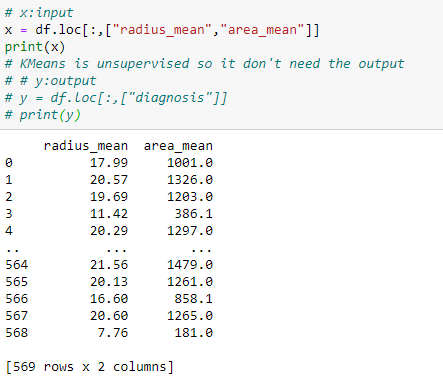 # x:input
x = df.loc[:,["radius_mean","area_mean"]]
print(x)
# KMeans is unsupervised so it don't need the output
# # y:output
# y = df.loc[:,["diagnosis"]]
# print(y)
radius_mean area_mean
0 17.99 1001.0
1 20.57 1326.0
2 19.69 1203.0
3 11.42 386.1
4 20.29 1297.0
.. ... ...
564 21.56 1479.0
565 20.13 1261.0
566 16.60 858.1
567 20.60 1265.0
568 7.76 181.0
[569 rows x 2 columns]